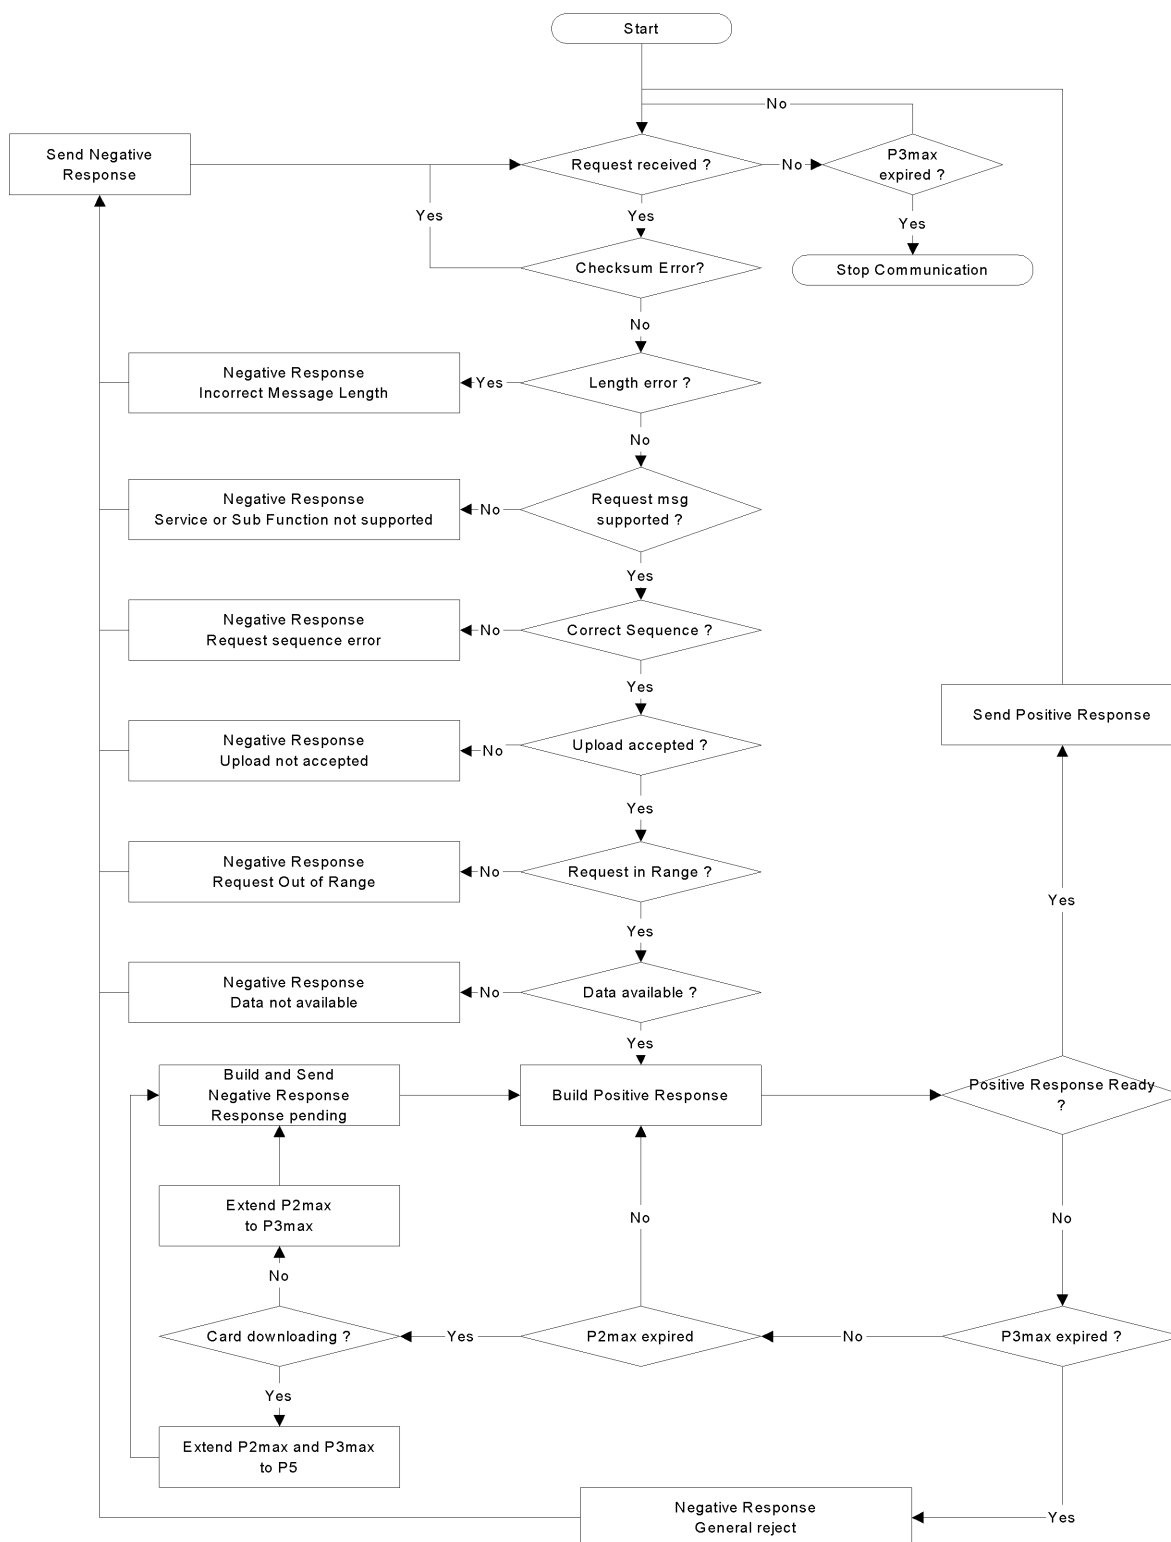 Start
No
Send Negative
Response
Request received ?
No
P3max
expired ?
Yes
Yes
Yes
Checksum Error?
Stop Communication
No
Negative Response
Incorrect Message Length
Yes
Length error ?
No
Negative Response
Service or Sub Function not supported
No
Request msg
supported ?
Yes
Negative Response
Request sequence error
No
Correct Sequence ?
Yes
Send Positive Response
Negative Response
Upload not accepted
No
Upload accepted ?
Yes
Negative Response
Request Out of Range
No
Request in Range ?
Yes
Yes
Negative Response
Data not available
No
Data available ?
Yes
Build and Send
Negative Response
Response pending
Build Positive Response
Positive Response Ready
?
Extend P2max
to P3max
No
No
No
Card downloading ?
Yes
P2max expired
No
P3max expired ?
Yes
Extend P2max and P3max
to P5
Negative Response
General reject
Yes